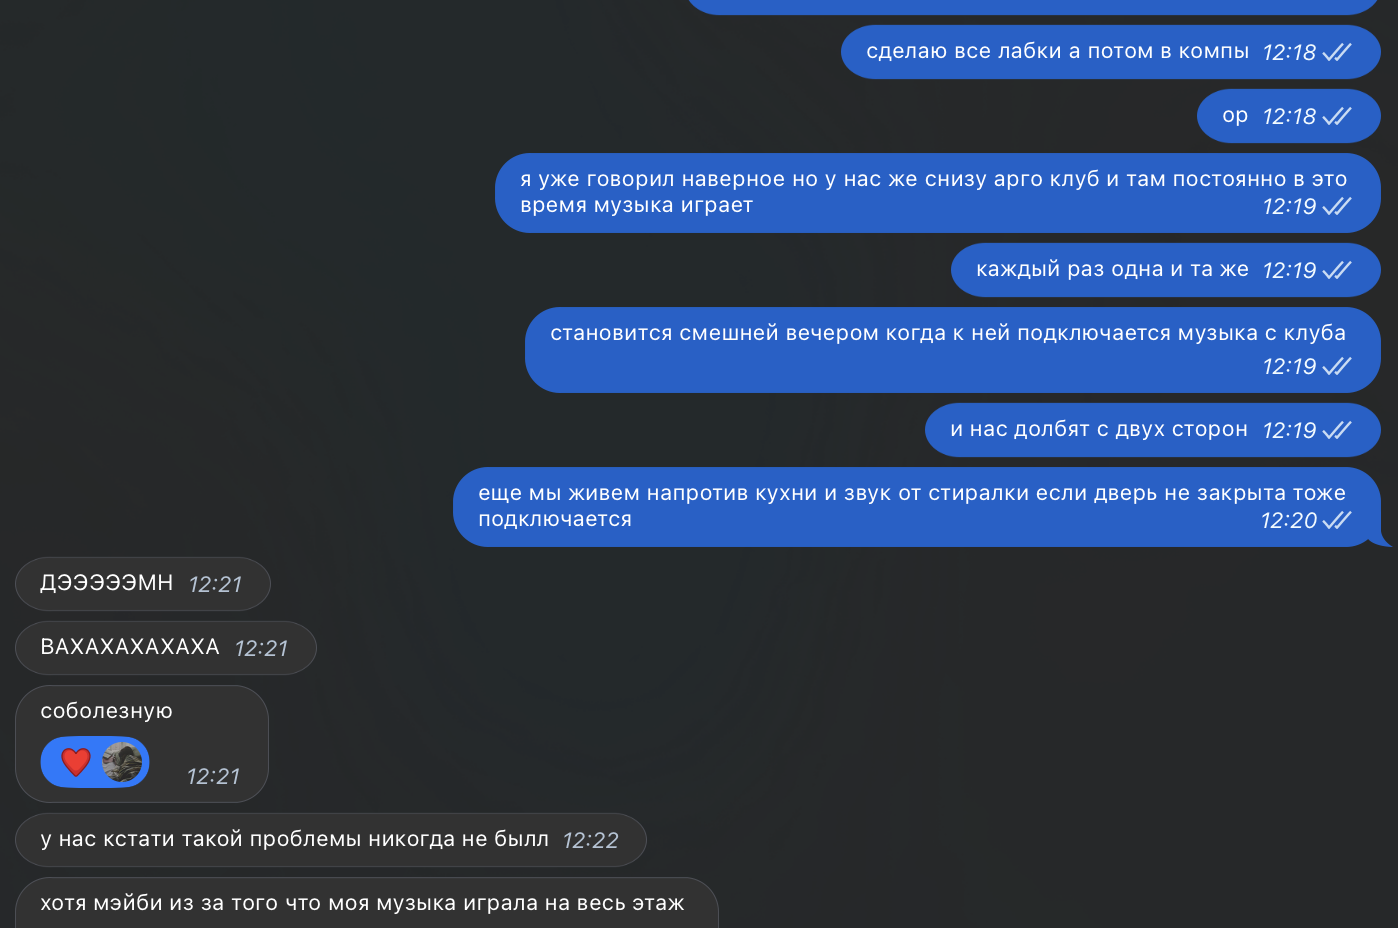 сделаю все лабки а потом в компы 12:18
ор 12:18
я уже говорил наверное но у нас же снизу арго клуб и там постоянно в это
время музыка играет 12:19
каждый раз одна и та же 12:19
становится смешней вечером когда к ней подключается музыка с клуба
12:19
и нас долбят с двух сторон 12:19
еще мы живем напротив кухни и звук от стиралки если дверь не закрыта тоже
подключается 12:20
ДЭЭЭЭЭМН 12:21
ВАХАХАХАХАХА 12:21
соболезную
12:21
у нас кстати такой проблемы никогда не былл 12:22
хотя мэйби из за того что моя музыка играла на весь этаж